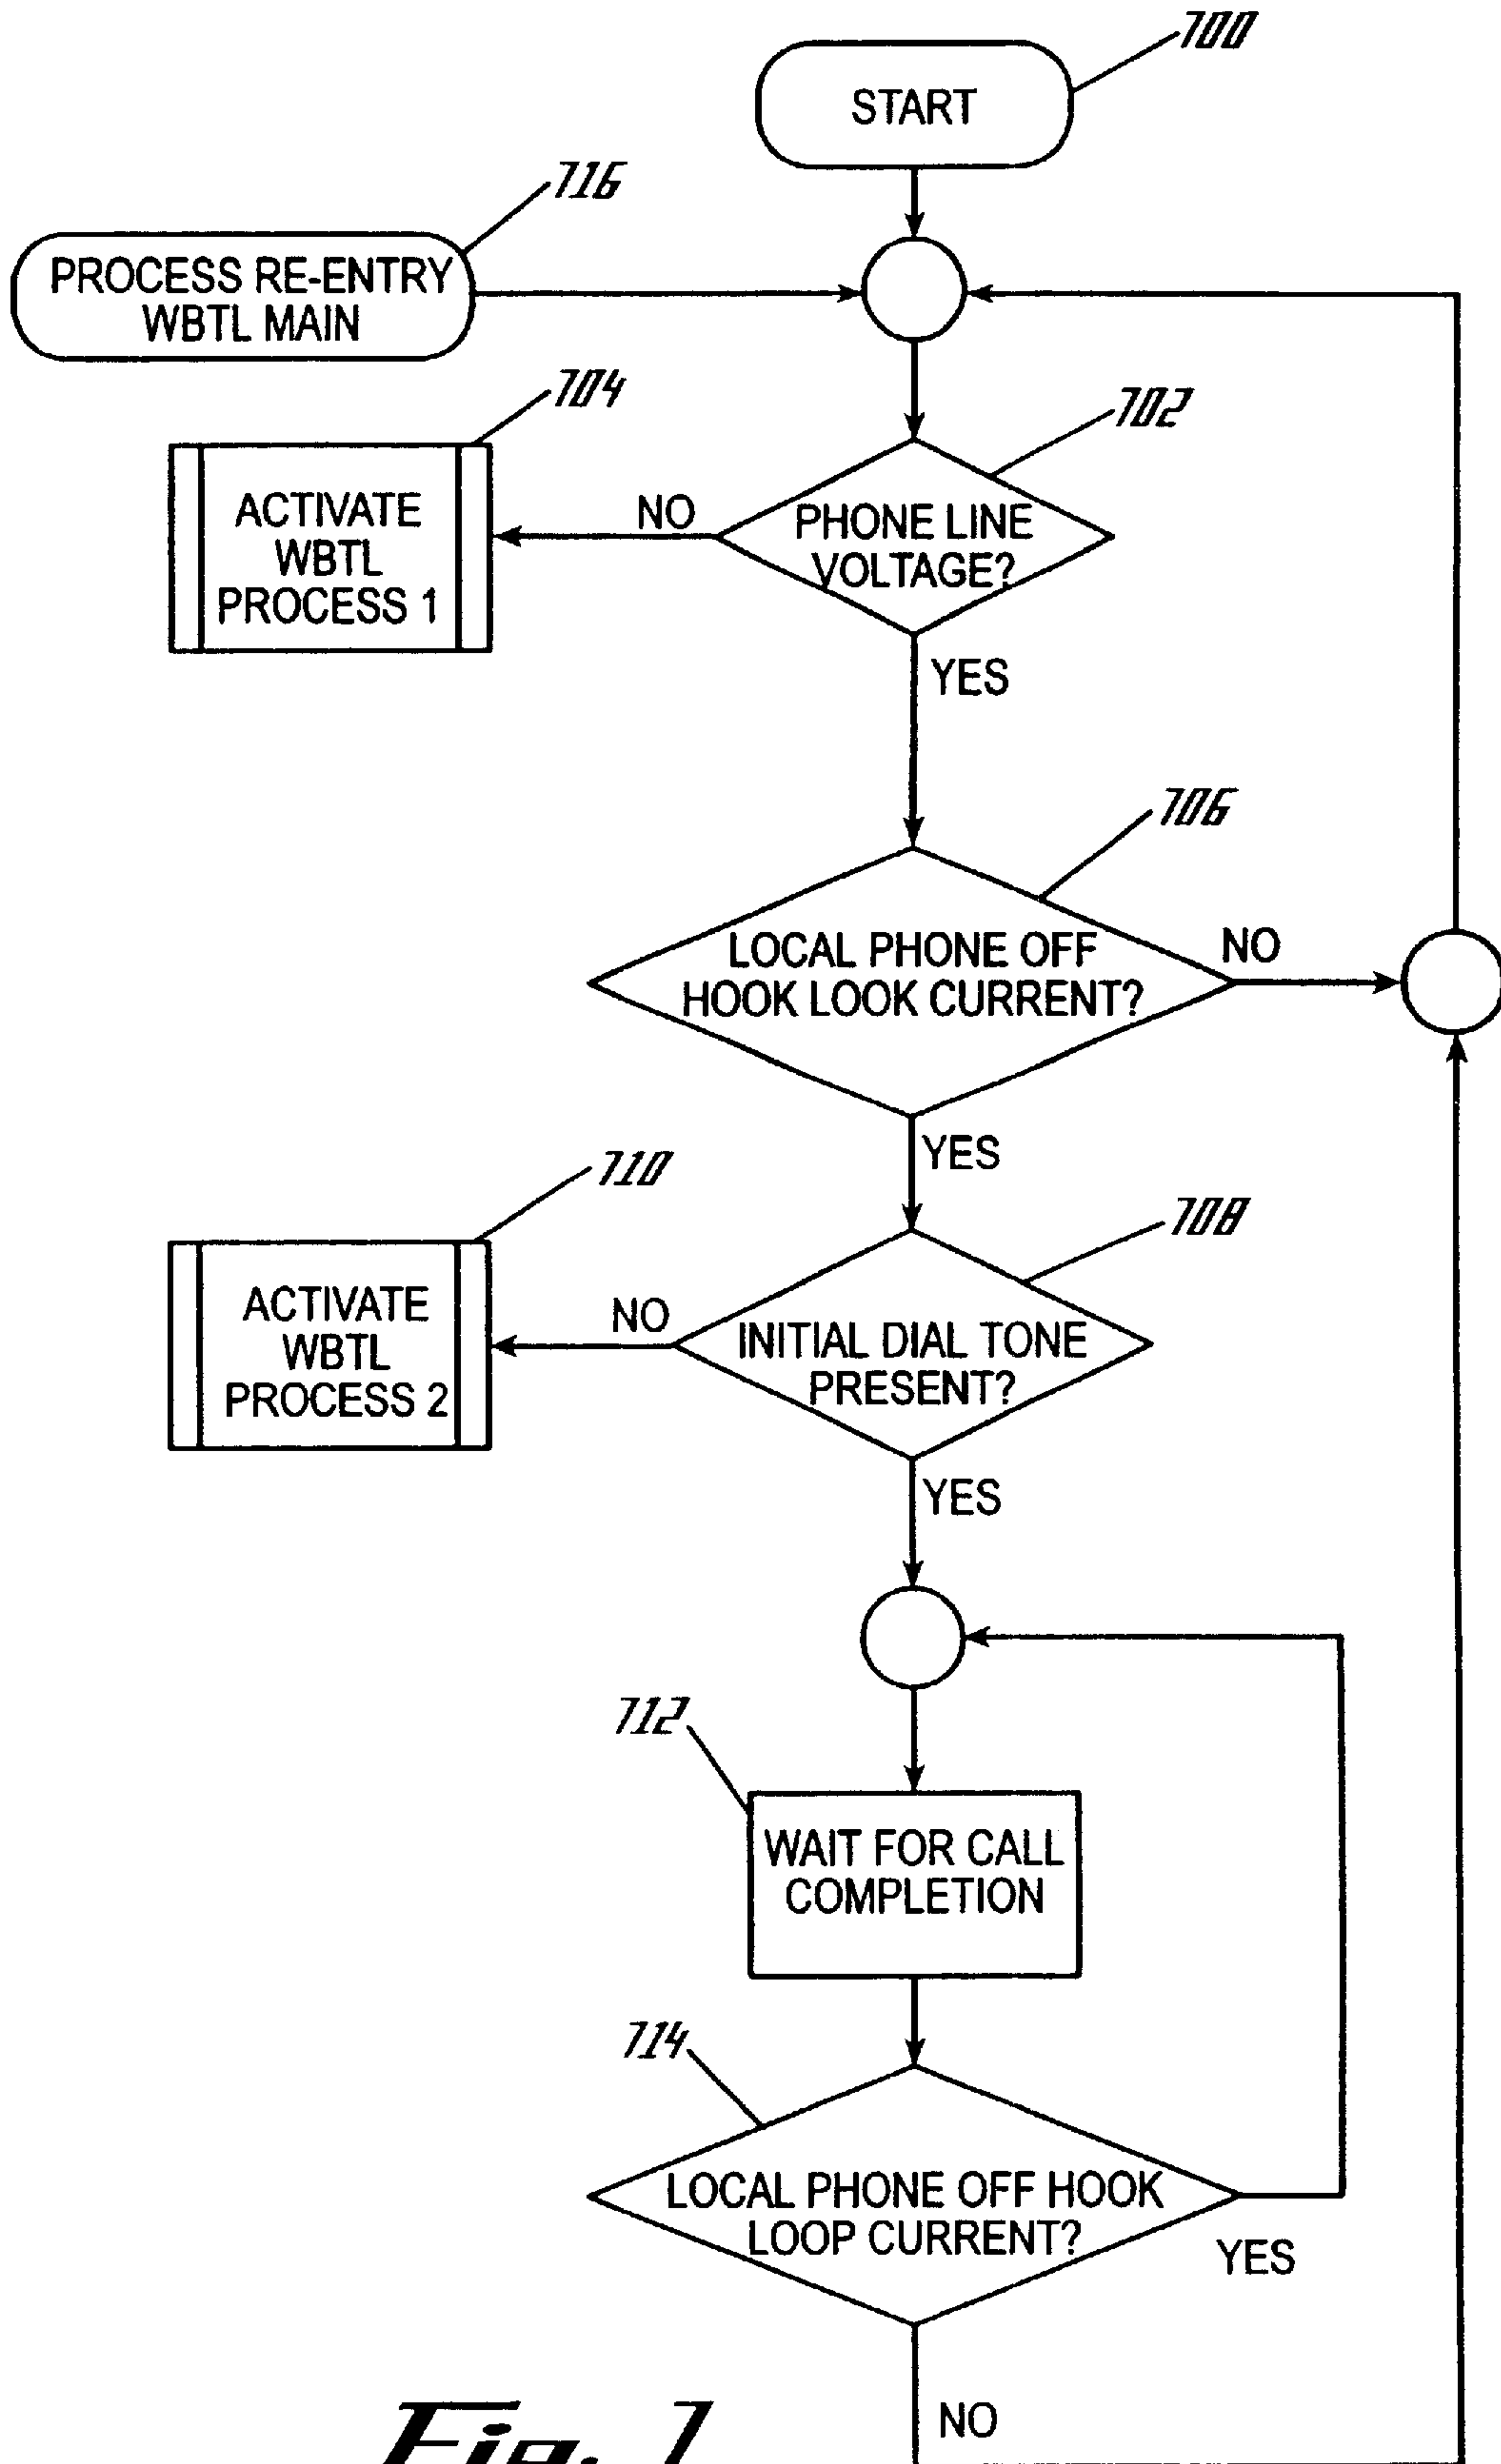 700
START
716
PROCESS RE-ENTRY
WBTL MAIN
704
702
ACTIVATE
WBTL
PROCESS 1
NO
PHONE LINE
VOLTAGE?
YES
706
LOCAL PHONE OFF
HOOK LOOK CURRENT?
NO
YES
710
708
ACTIVATE
WBTL
PROCESS 2
NO
INITIAL DIAL TONE
PRESENT?
YES
712
WAIT FOR CALL
COMPLETION
714
LOCAL PHONE OFF HOOK
LOOP CURRENT?
YES
NO
Fig. 7